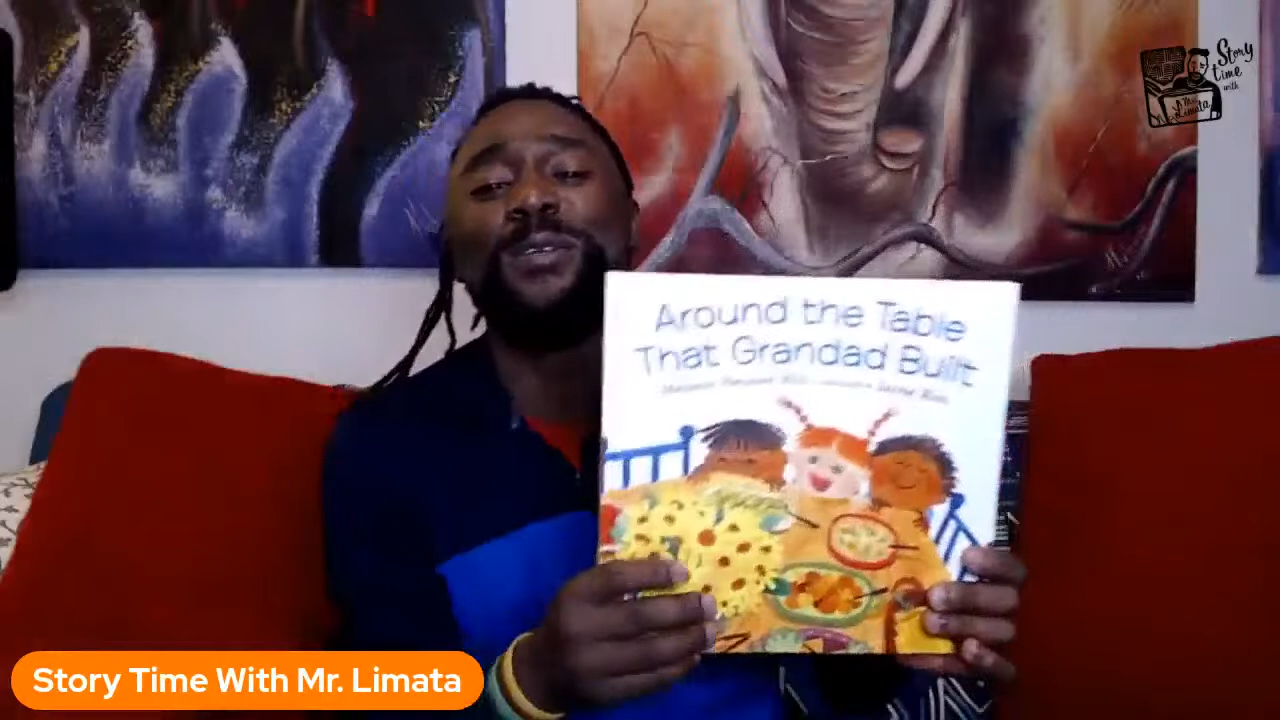 Story
time
with
Mr.
Limata
Around the Table
That Grandad Built
Story Time With Mr. Limata